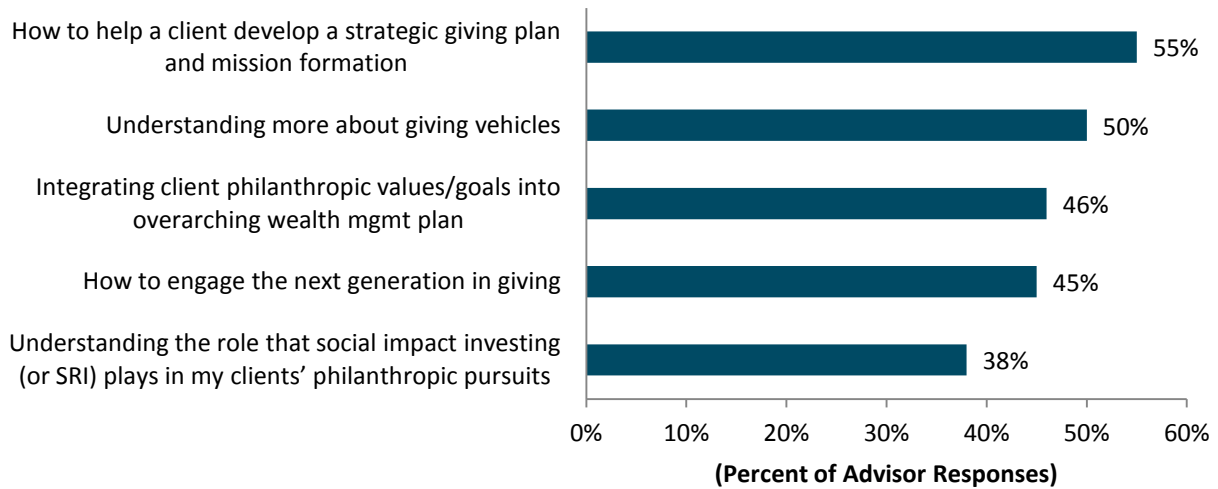 How to help a client develop a strategic giving plan
and mission formation
55%
Understanding more about giving vehicles
50%
Integrating client philanthropic values/goals into
overarching wealth mgmt plan
46%
How to engage the next generation in giving
45%
Understanding the role that social impact investing
(or SRI) plays in my clients’ philanthropic pursuits
38%
0% 10% 20% 30% 40% 50% 60%
(Percent of Advisor Responses)